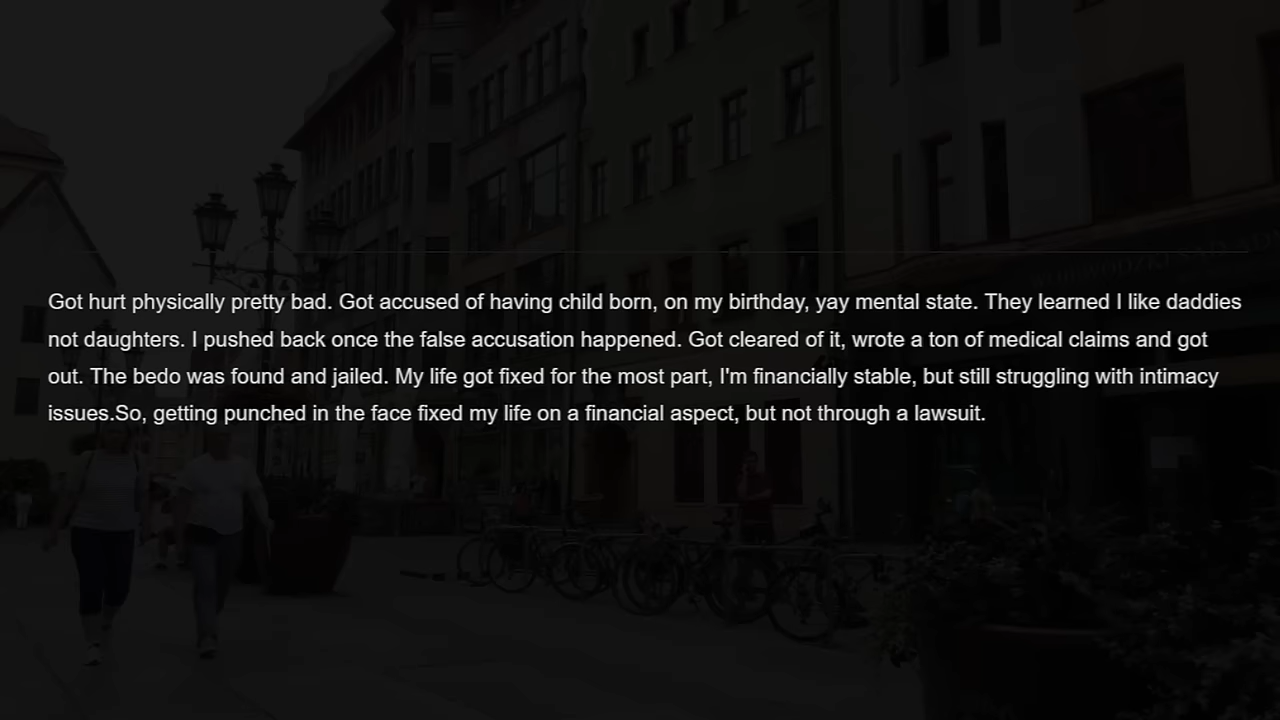 Got hurt physically pretty bad. Got accused of having child born, on my birthday, yay mental state. They learned I like daddies
not daughters. I pushed back once the false accusation happened. Got cleared of it, wrote a ton of medical claims and got
out. The bedo was found and jailed. My life got fixed for the most part, I'm financially stable, but still struggling with intimacy
issues.So, getting punched in the face fixed my life on a financial aspect, but not through a lawsuit.